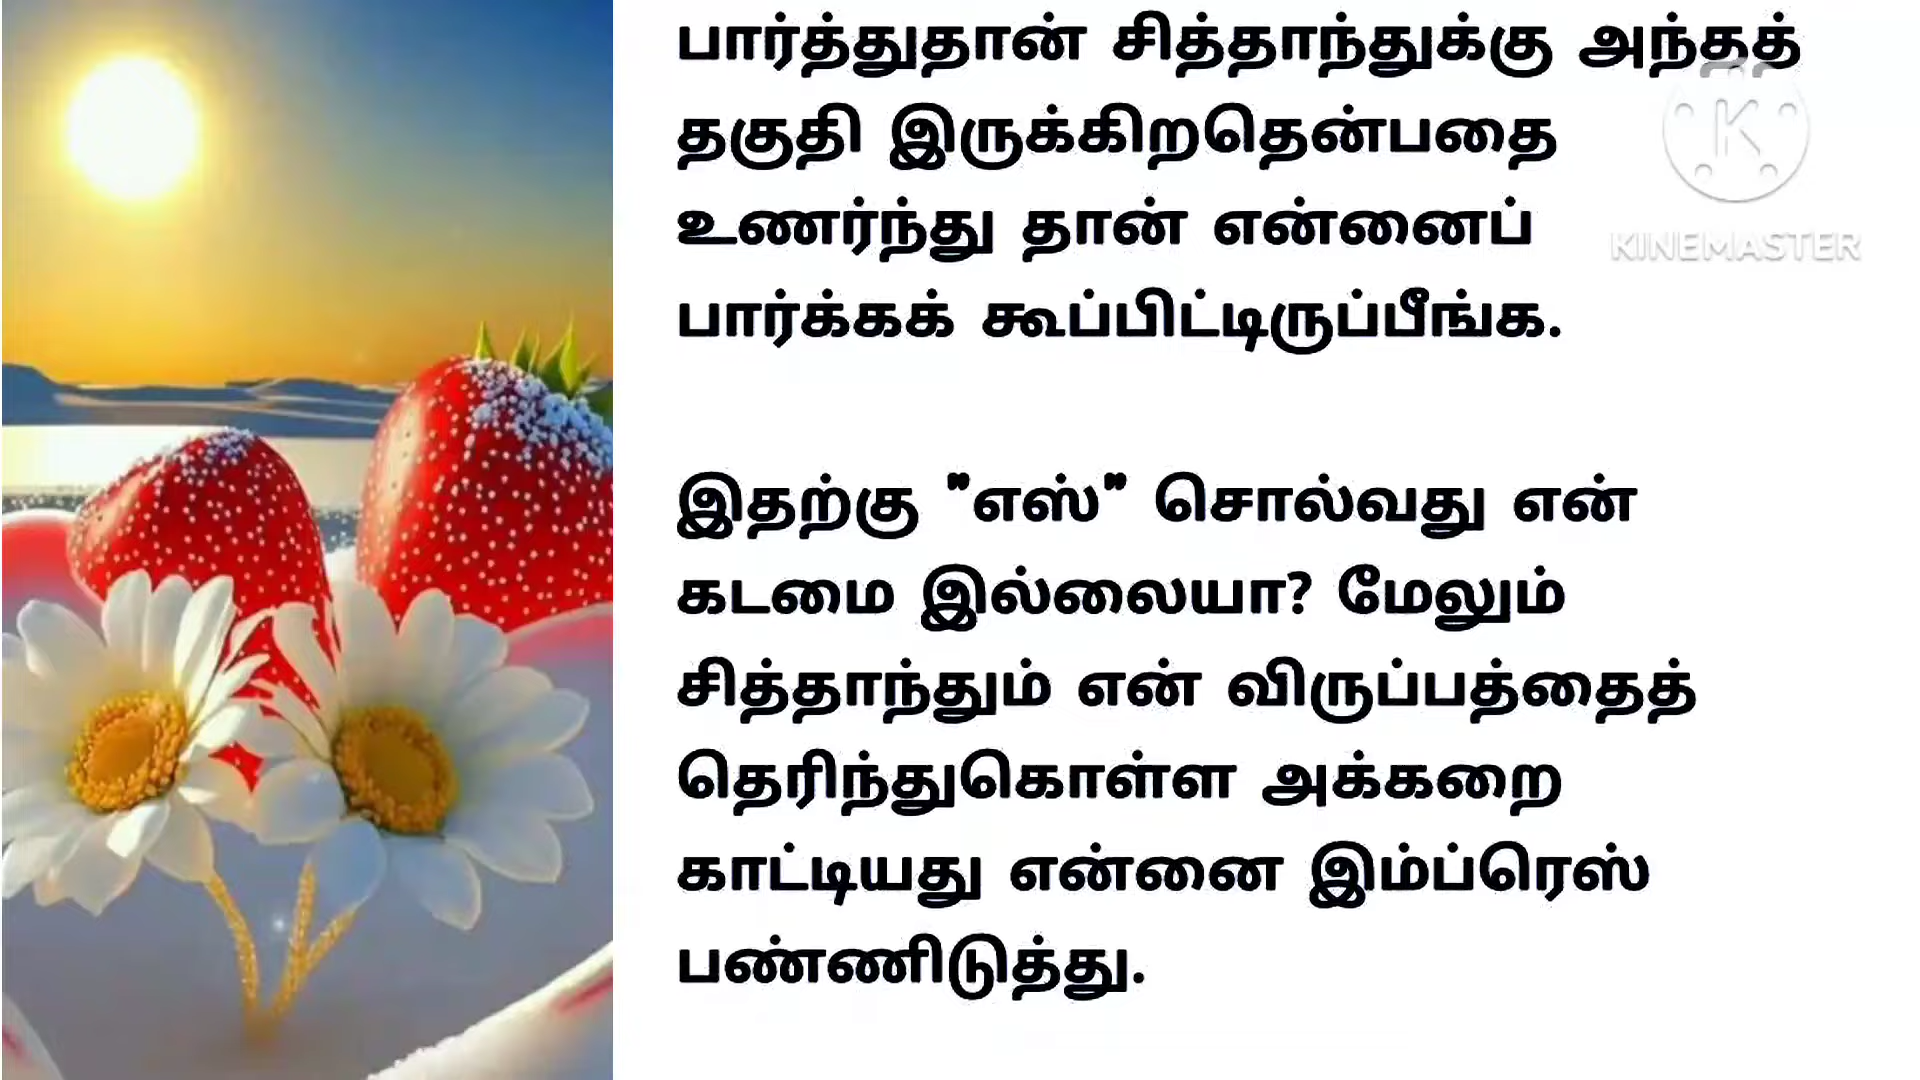 பார்த்துதான் சித்தாந்துக்கு அந்தத்
தகுதி இருக்கிறதென்பதை
உணர்ந்து தான் என்னைப்
பார்க்கக் கூப்பிட்டிருப்பீங்க.
இதற்கு "எஸ்" சொல்வது என்
கடமை இல்லையா? மேலும்
சித்தாந்தும் என் விருப்பத்தைத்
தெரிந்துகொள்ள அக்கறை
காட்டியது என்னை இம்ப்ரெஸ்
பண்ணிடுத்து.
K
KINEMASTER